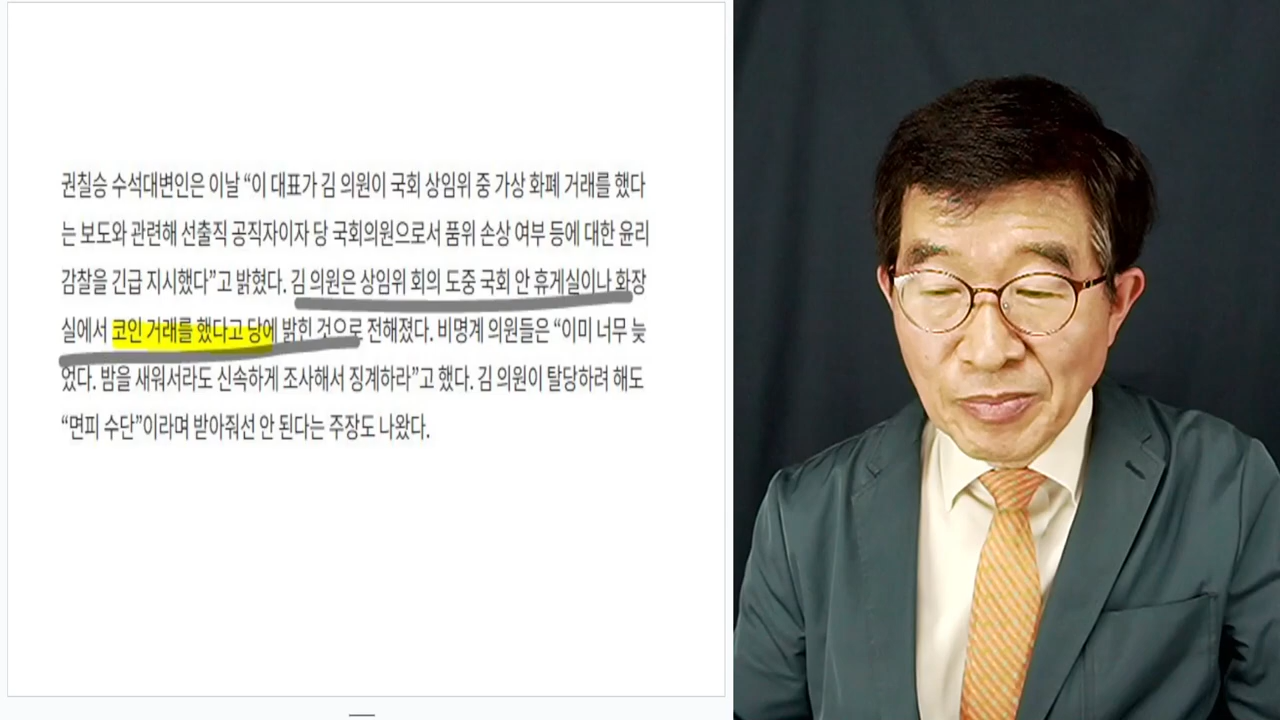 권칠승 수석대변인은 이날 “이 대표가 김 의원이 국회 상임위 중 가상 화폐 거래를 했다
는 보도와 관련해 선출직 공직자이자 당 국회의원으로서 품위 손상 여부 등에 대한 윤리
감찰을 긴급 지시했다”고 밝혔다. 김 의원은 상임위 회의 도중 국회 안 휴게실이나 화장
실에서 코인 거래를 했다고 당에 밝힌 것으로 전해졌다. 비명계 의원들은 “이미 너무 늦
었다. 밤을 새워서라도 신속하게 조사해서 징계하라”고 했다. 김 의원이 탈당하려 해도
“면피 수단”이라며 받아줘선 안 된다는 주장도 나왔다.